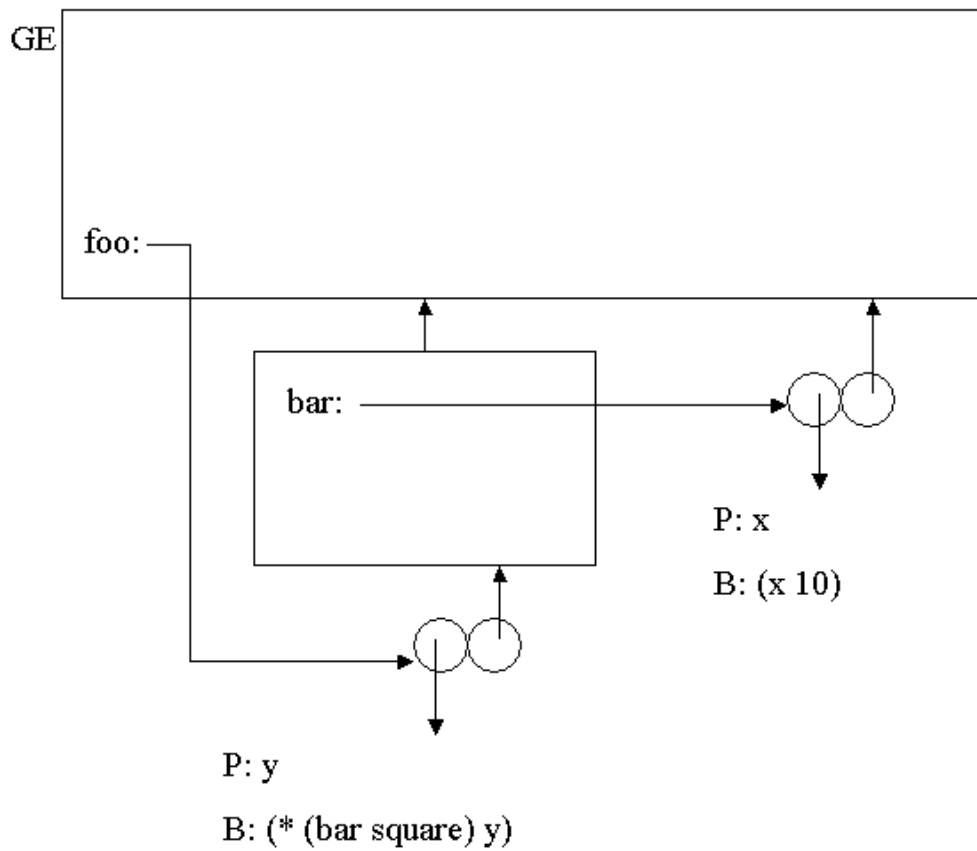 GE
foo:
bar:
P: x
B: (x 10)
P: y
B: (* (bar square) y)